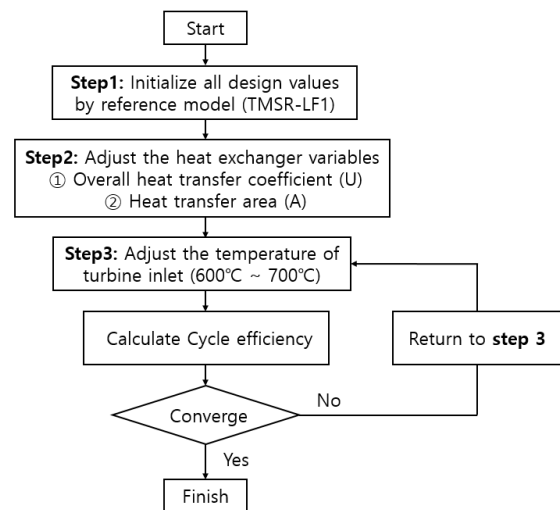 Start
Step1: Initialize all design values
by reference model (TMSR-LF1)
Step2: Adjust the heat exchanger variables
① Overall heat transfer coefficient (U)
② Heat transfer area (A)
Step3: Adjust the temperature of
turbine inlet (600℃ ~ 700℃)
Calculate Cycle efficiency
Return to step 3
Converge
No
Yes
Finish